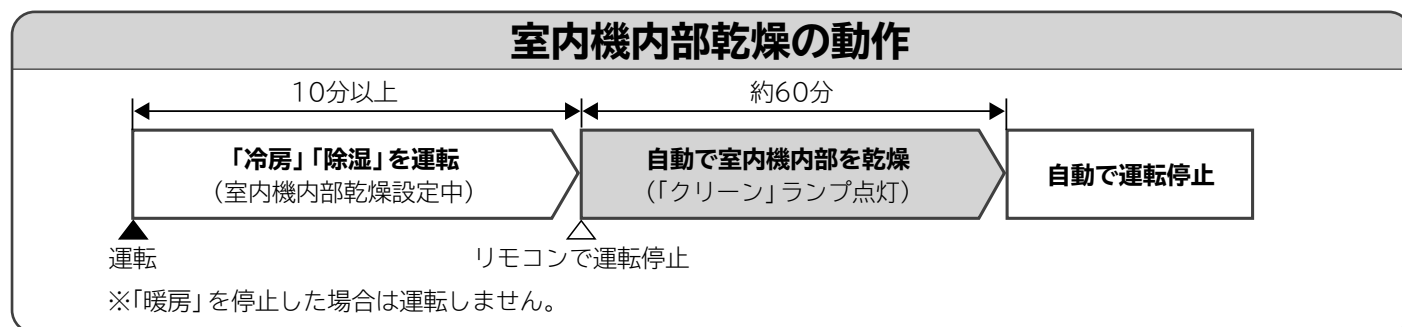 室内機内部乾燥の動作
10分以上
約60分
「冷房」「除湿」を運転
（室内機内部乾燥設定中）
自動で室内機内部を乾燥
（「クリーン」ランプ点灯）
自動で運転停止
運転
リモコンで運転停止
※「暖房」を停止した場合は運転しません。